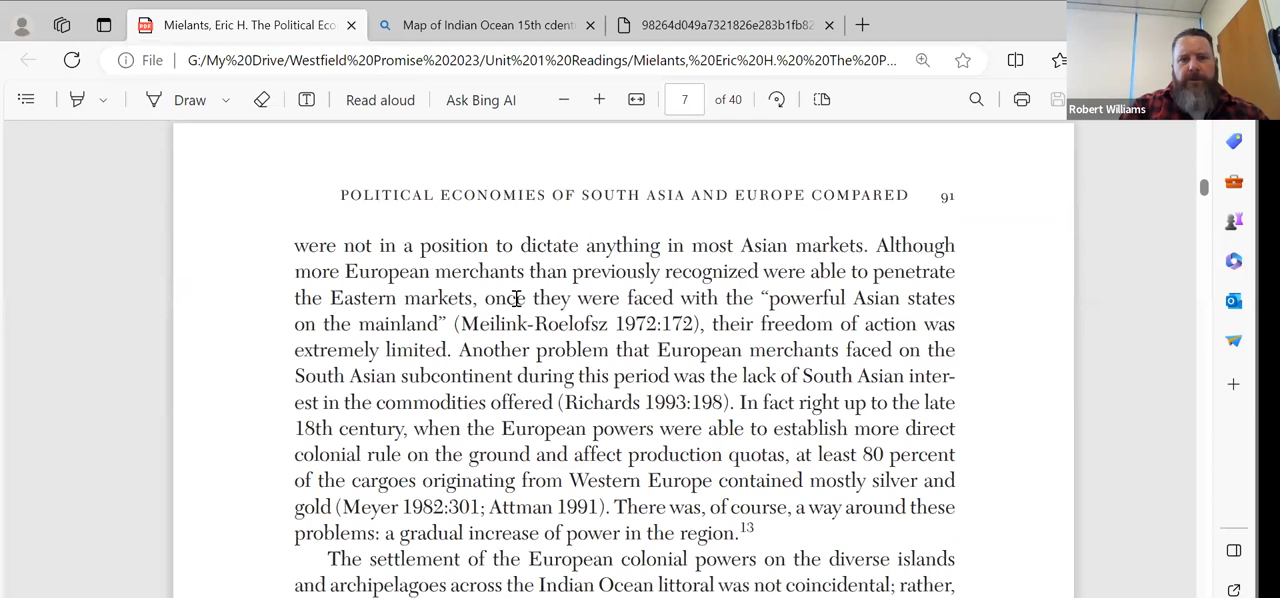 Mielants, Eric H. The Political Eco
Map of Indian Ocean 15th cdent
98264d049a7321826e283b1fb82
File
G:/My%20Drive/Westfield%20Promise%202023/Unit%201%20Readings/Mielants,%20Eric%20H.%20%20The%20P...
Draw
Read aloud
Ask Bing AI
7
of 40
Robert Williams
POLITICAL ECONOMIES OF SOUTH ASIA AND EUROPE COMPARED 91
were not in a position to dictate anything in most Asian markets. Although
more European merchants than previously recognized were able to penetrate
the Eastern markets, once they were faced with the “powerful Asian states
on the mainland” (Meilink-Roelofsz 1972:172), their freedom of action was
extremely limited. Another problem that European merchants faced on the
South Asian subcontinent during this period was the lack of South Asian inter-
est in the commodities offered (Richards 1993:198). In fact right up to the late
18th century, when the European powers were able to establish more direct
colonial rule on the ground and affect production quotas, at least 80 percent
of the cargoes originating from Western Europe contained mostly silver and
gold (Meyer 1982:301; Attman 1991). There was, of course, a way around these
problems: a gradual increase of power in the region.13
The settlement of the European colonial powers on the diverse islands
and archipelagoes across the Indian Ocean littoral was not coincidental; rather,